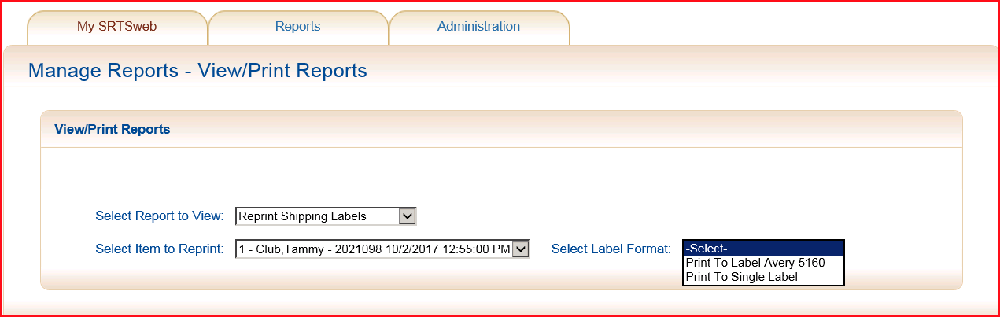 My SRTSweb Reports Administration
Manage Reports - View/Print Reports
View/Print Reports
Select Report to View: Reprint Shipping Labels
Select Item to Reprint: 1 - Club,Tammy - 2021098 10/2/2017 12:55:00 PM Select Label Format: -Select-
Print To Label Avery 5160
Print To Single Label